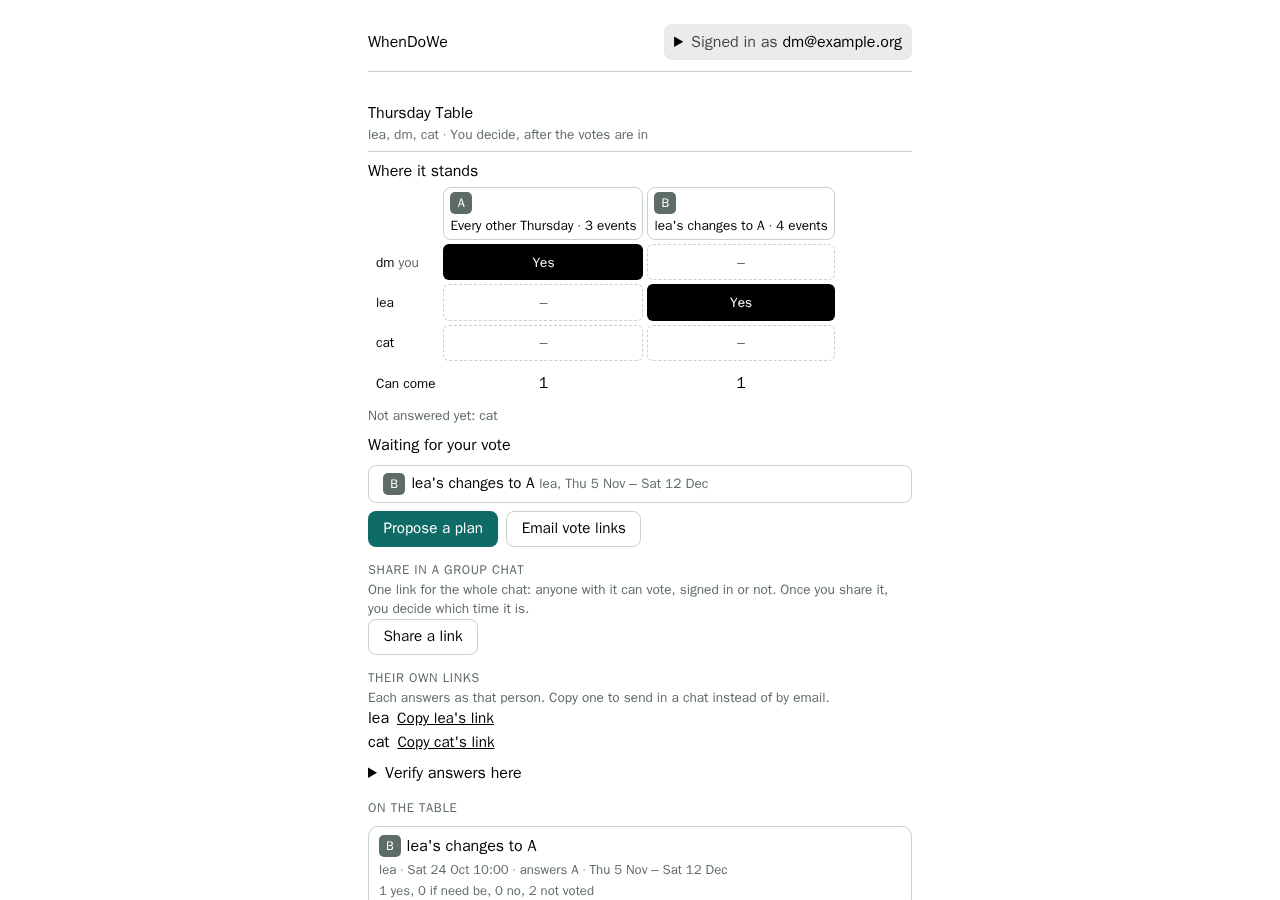 WhenDoWe
Signed in as dm@example.org
Thursday Table
lea, dm, cat · You decide, after the votes are in
Where it stands
A
B
Every other Thursday · 3 events
lea's changes to A · 4 events
dm you
Yes
–
lea
–
Yes
cat
–
–
Can come
1
1
Not answered yet: cat
Waiting for your vote
B lea's changes to A lea, Thu 5 Nov – Sat 12 Dec
Propose a plan
Email vote links
SHARE IN A GROUP CHAT
One link for the whole chat: anyone with it can vote, signed in or not. Once you share it,
you decide which time it is.
Share a link
THEIR OWN LINKS
Each answers as that person. Copy one to send in a chat instead of by email.
lea Copy lea's link
cat Copy cat's link
Verify answers here
ON THE TABLE
B lea's changes to A
lea · Sat 24 Oct 10:00 · answers A · Thu 5 Nov – Sat 12 Dec
1 yes, 0 if need be, 0 no, 2 not voted